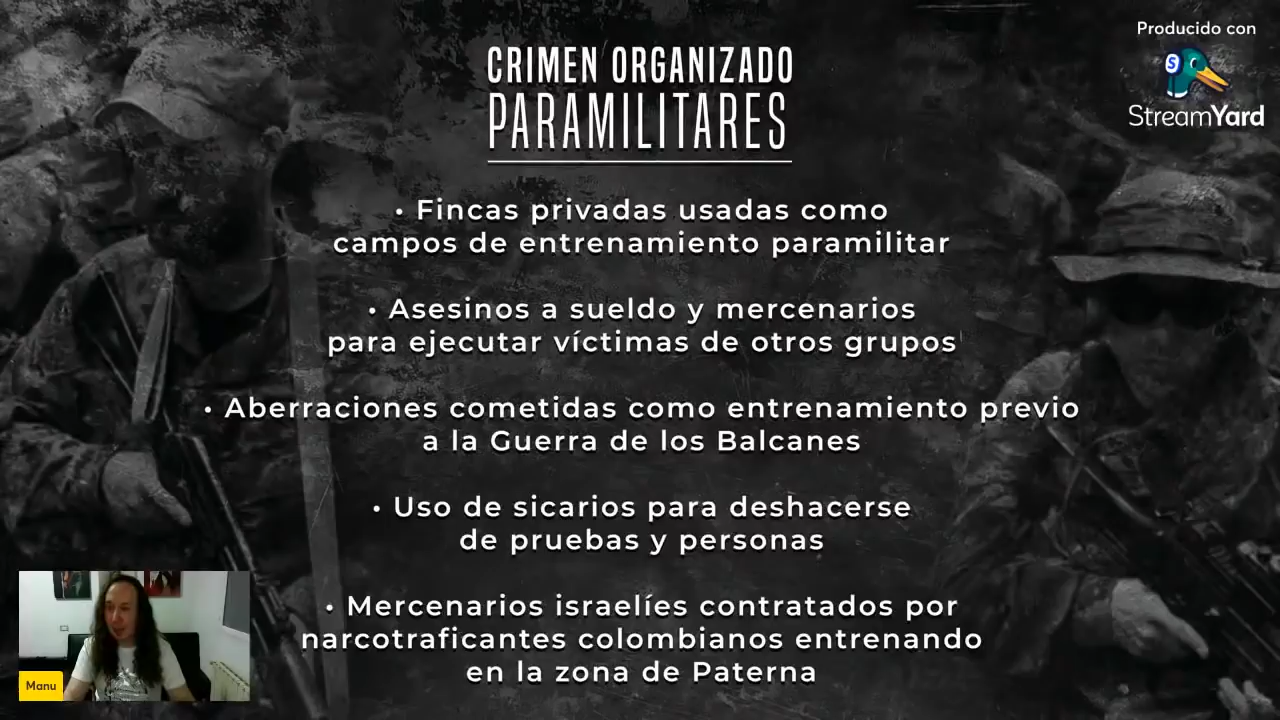 Producido con
StreamYard
CRIMEN ORGANIZADO
PARAMILITARES
• Fincas privadas usadas como
campos de entrenamiento paramilitar
• Asesinos a sueldo y mercenarios
para ejecutar víctimas de otros grupos
• Aberraciones cometidas como entrenamiento previo
a la Guerra de los Balcanes
• Uso de sicarios para deshacerse
de pruebas y personas
• Mercenarios israelíes contratados por
narcotraficantes colombianos entrenando
en la zona de Paterna
Manu